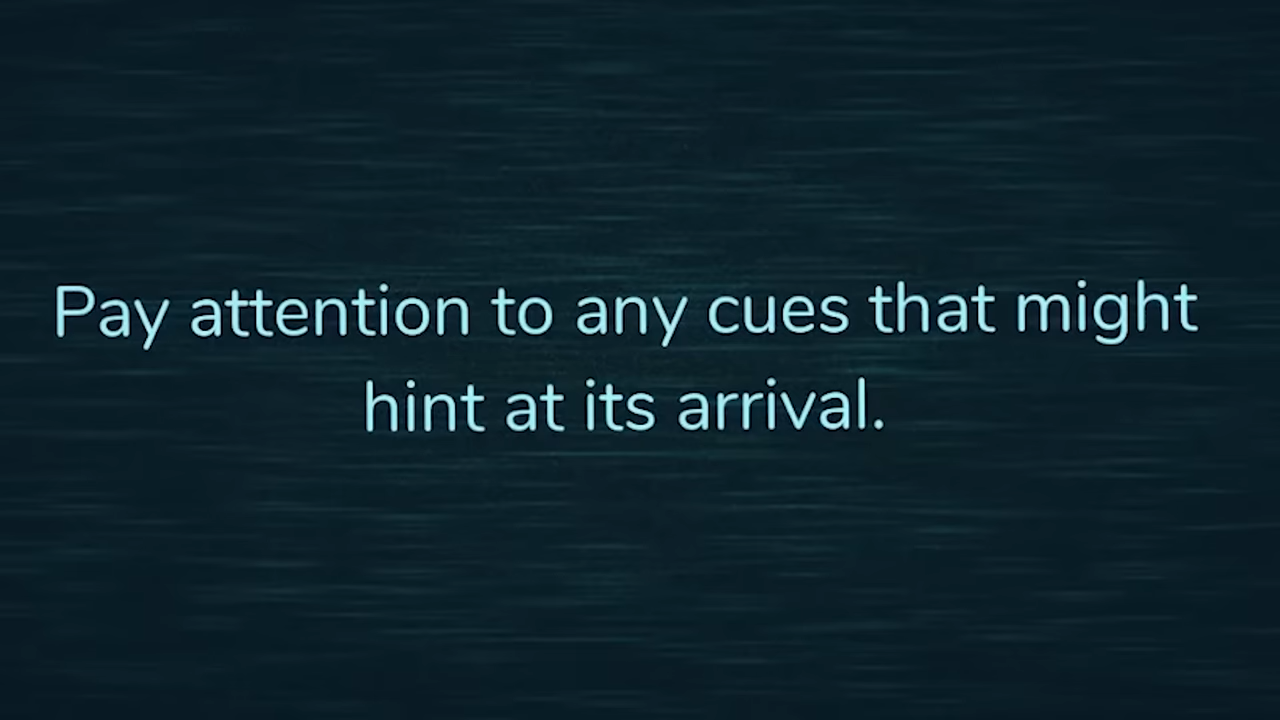 Pay attention to any cues that might
hint at its arrival.